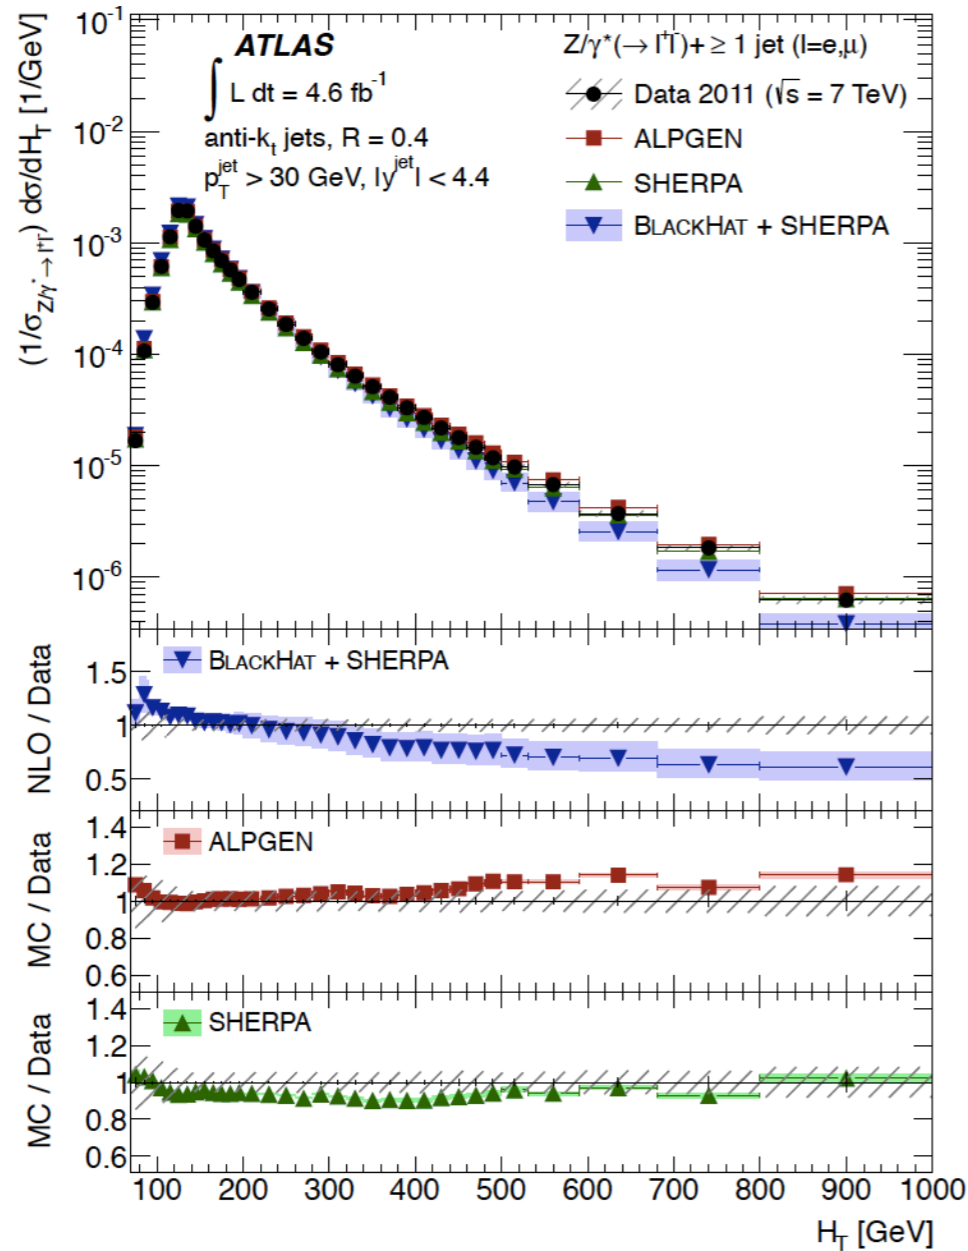 ATLAS
∫ L dt = 4.6 fb⁻¹
anti-kₜ jets, R = 0.4
p_T^jet > 30 GeV, |y^jet| < 4.4
Z/γ*(→ l⁺l⁻)+ ≥ 1 jet (l=e,μ)
Data 2011 (√s = 7 TeV)
ALPGEN
SHERPA
BLACKHAT + SHERPA
(1/σ_Z/γ*→l⁺l⁻) dσ/dH_T [1/GeV]
10⁻¹
10⁻²
10⁻³
10⁻⁴
10⁻⁵
10⁻⁶
NLO / Data
BLACKHAT + SHERPA
1.5
1
0.5
MC / Data
ALPGEN
1.4
1.2
1
0.8
0.6
MC / Data
SHERPA
1.4
1.2
1
0.8
0.6
100 200 300 400 500 600 700 800 900 1000
H_T [GeV]